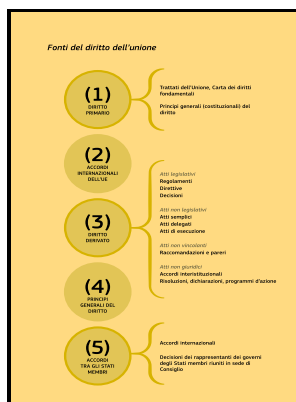 Fonti del diritto dell'unione
(1)
DIRITTO
PRIMARIO
Trattati dell'Unione, Carta dei diritti
fondamentali
Principi generali (costituzionali) del
diritto
(2)
ACCORDI
INTERNAZIONALI
DELL'UE
(3)
DIRITTO
DERIVATO
Atti legislativi
Regolamenti
Direttive
Decisioni
Atti non legislativi
Atti semplici
Atti delegati
Atti di esecuzione
Atti non vincolanti
Raccomandazioni e pareri
Atti non giuridici
Accordi interistituzionali
Risoluzioni, dichiarazioni, programmi d'azione
(4)
PRINCIPI
GENERALI DEL
DIRITTO
(5)
ACCORDI
TRA GLI STATI
MEMBRI
Accordi internazionali
Decisioni dei rappresentanti dei governi
degli Stati membri riuniti in sede di
Consiglio